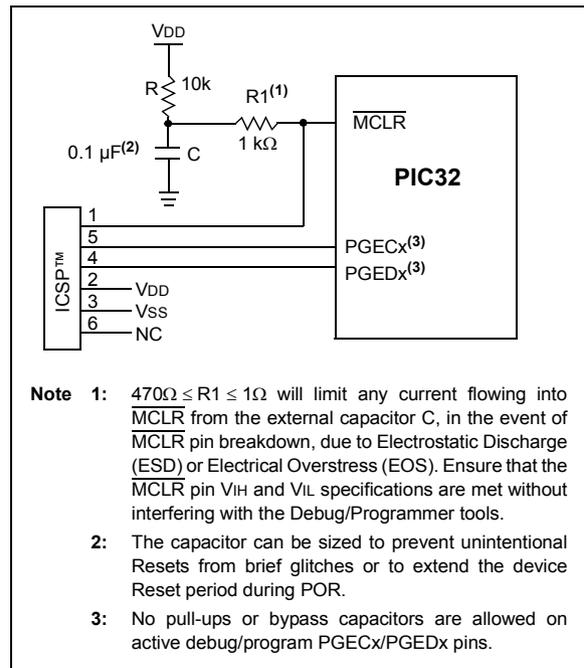 VDD
R 10k
R1(1)
1 kΩ
MCLR
0.1 µF(2) C
PIC32
ICSP™
1
5 PGECx(3)
4 PGEDx(3)
2 VDD
3 VSS
6 NC
Note 1: 470Ω ≤ R1 ≤ 1Ω will limit any current flowing into
MCLR from the external capacitor C, in the event of
MCLR pin breakdown, due to Electrostatic Discharge
(ESD) or Electrical Overstress (EOS). Ensure that the
MCLR pin VIH and VIL specifications are met without
interfering with the Debug/Programmer tools.
2: The capacitor can be sized to prevent unintentional
Resets from brief glitches or to extend the device
Reset period during POR.
3: No pull-ups or bypass capacitors are allowed on
active debug/program PGECx/PGEDx pins.